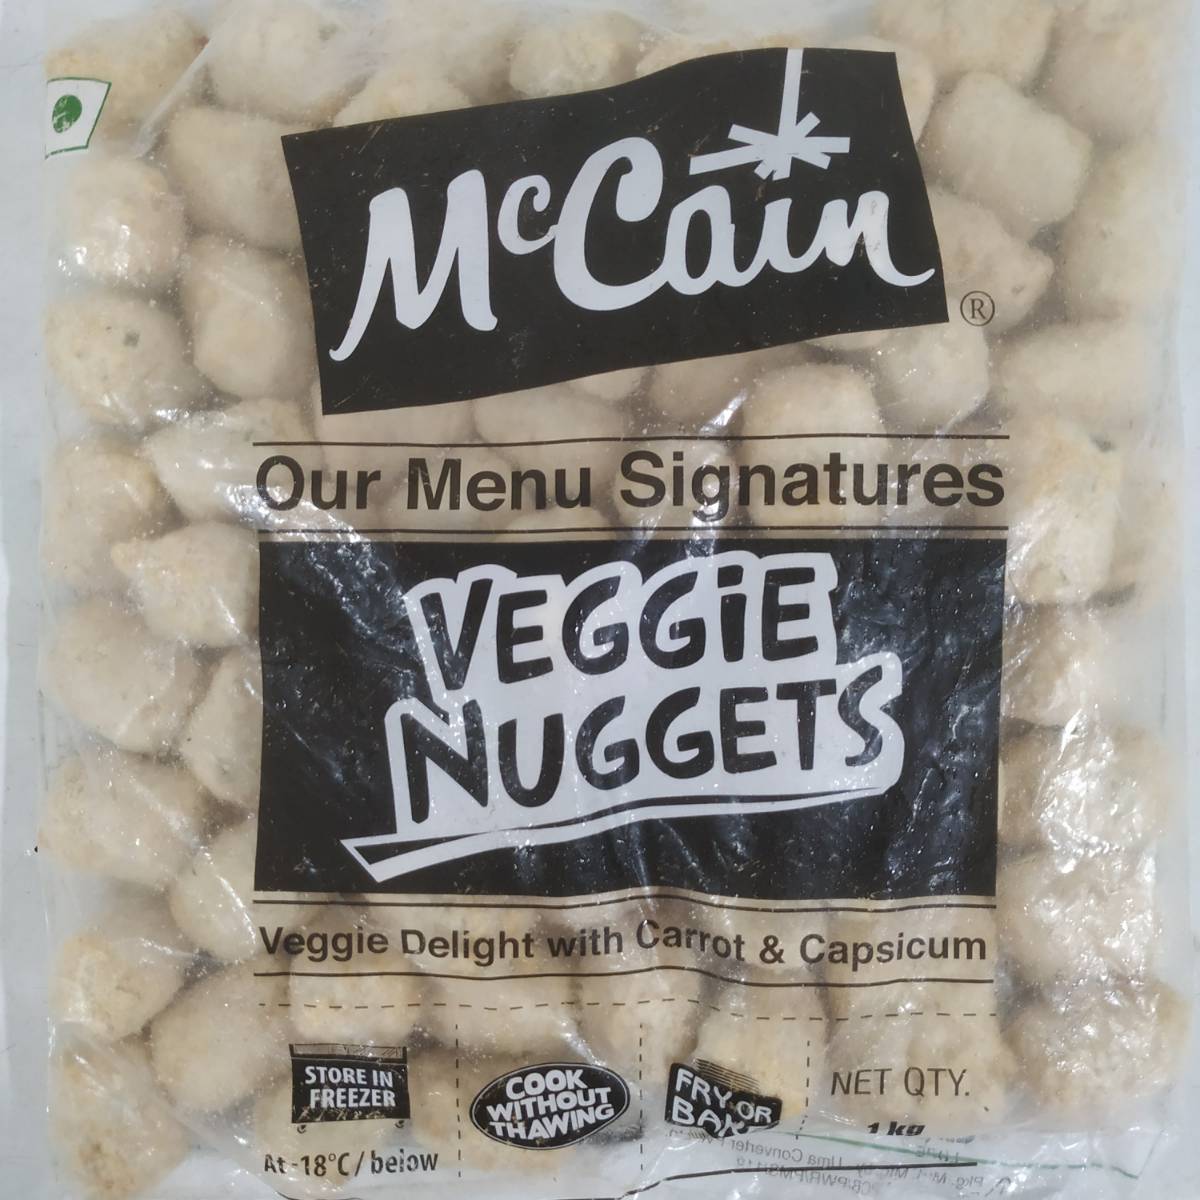 McCain
®
Our Menu Signatures
VEGGiE
NUGGETS
Veggie Delight with Carrot & Capsicum
STORE IN
FREEZER
At -18°C / below
COOK
WITHOUT
THAWING
FRY OR
BAKE
NET QTY.
1 kg